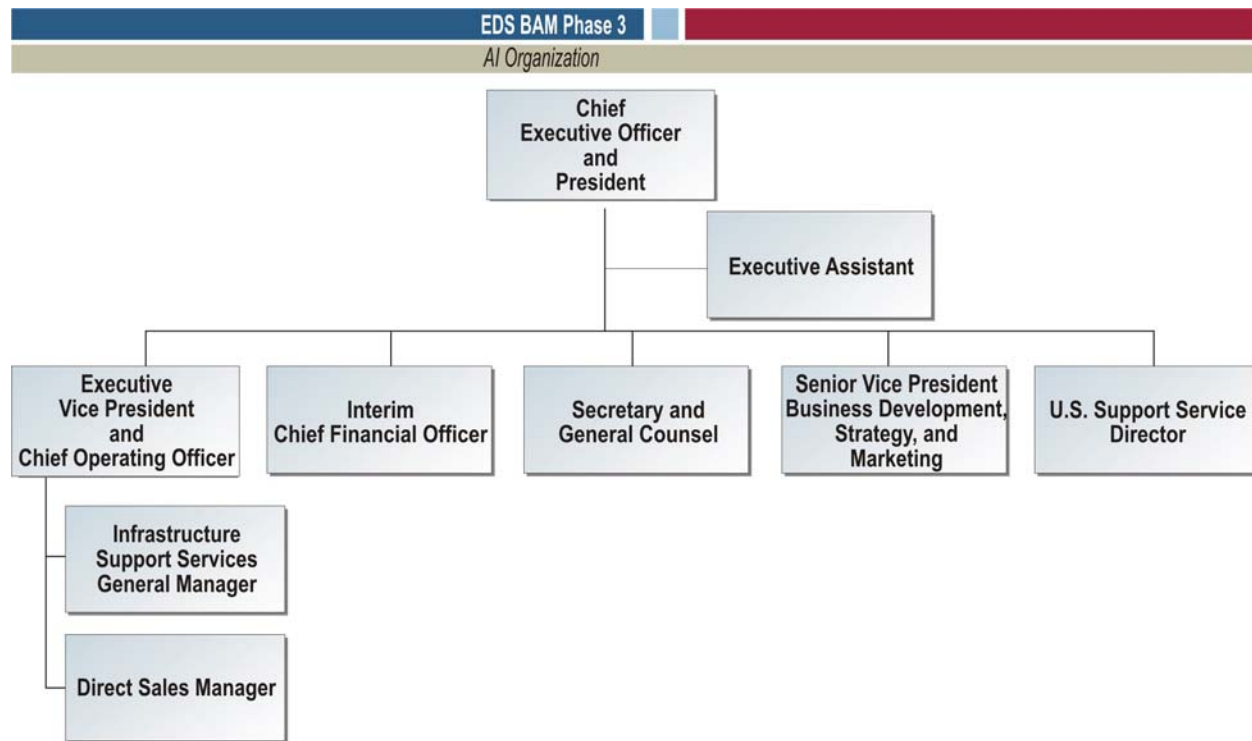 EDS BAM Phase 3
AI Organization
Chief
Executive Officer
and
President
Executive Assistant
Executive
Vice President
and
Chief Operating Officer
Interim
Chief Financial Officer
Secretary and
General Counsel
Senior Vice President
Business Development,
Strategy, and
Marketing
U.S. Support Service
Director
Infrastructure
Support Services
General Manager
Direct Sales Manager